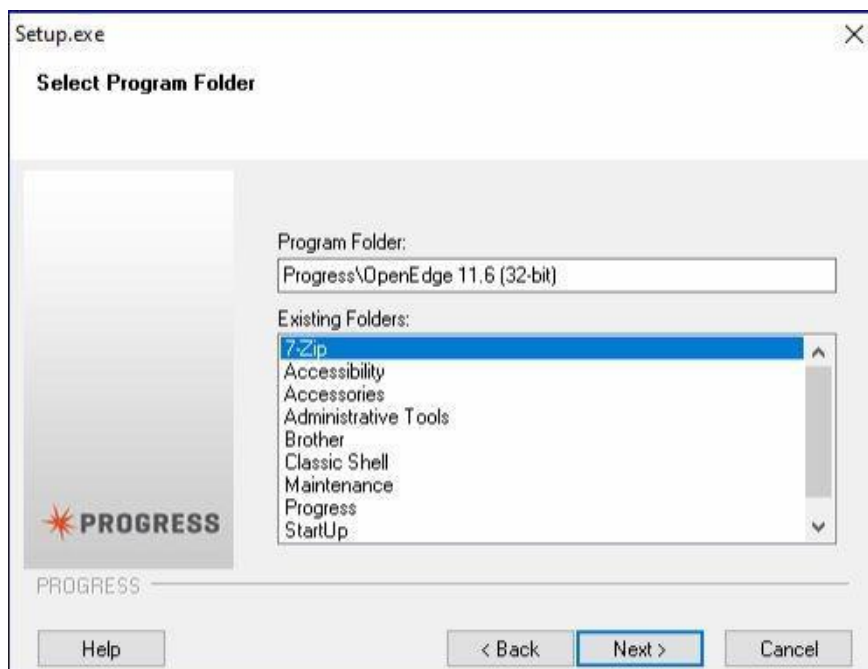 Setup.exe
Select Program Folder
Program Folder:
Progress\OpenEdge 11.6 (32-bit)
Existing Folders:
7-Zip
Accessibility
Accessories
Administrative Tools
Brother
Classic Shell
Maintenance
Progress
StartUp
PROGRESS
PROGRESS
Help
< Back
Next >
Cancel